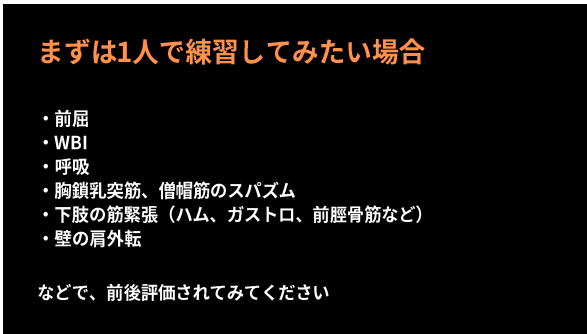 まずは1人で練習してみたい場合
・前屈
・WBI
・呼吸
・胸鎖乳突筋、僧帽筋のスパズム
・下肢の筋緊張（ハム、ガストロ、前脛骨筋など）
・壁の肩外転
などで、前後評価されてみてください